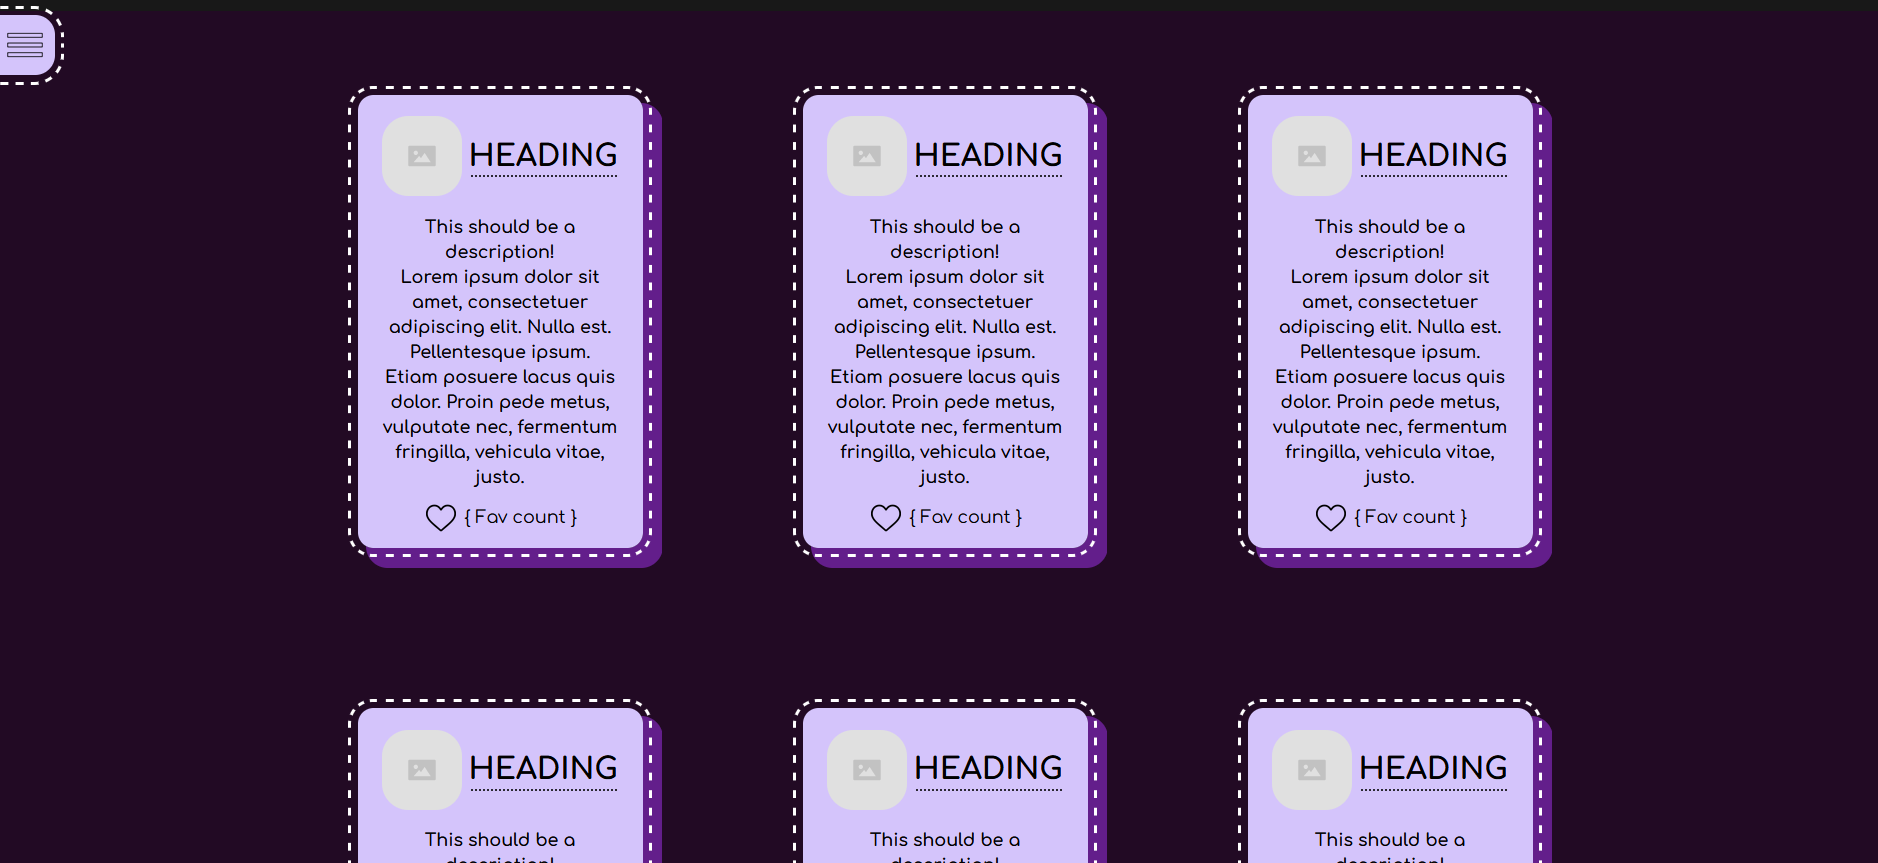 HEADING
This should be a
description!
Lorem ipsum dolor sit
amet, consectetuer
adipiscing elit. Nulla est.
Pellentesque ipsum.
Etiam posuere lacus quis
dolor. Proin pede metus,
vulputate nec, fermentum
fringilla, vehicula vitae,
justo.
{ Fav count }
HEADING
This should be a
description!
Lorem ipsum dolor sit
amet, consectetuer
adipiscing elit. Nulla est.
Pellentesque ipsum.
Etiam posuere lacus quis
dolor. Proin pede metus,
vulputate nec, fermentum
fringilla, vehicula vitae,
justo.
{ Fav count }
HEADING
This should be a
description!
Lorem ipsum dolor sit
amet, consectetuer
adipiscing elit. Nulla est.
Pellentesque ipsum.
Etiam posuere lacus quis
dolor. Proin pede metus,
vulputate nec, fermentum
fringilla, vehicula vitae,
justo.
{ Fav count }
HEADING
This should be a
description!
HEADING
This should be a
description!
HEADING
This should be a
description!